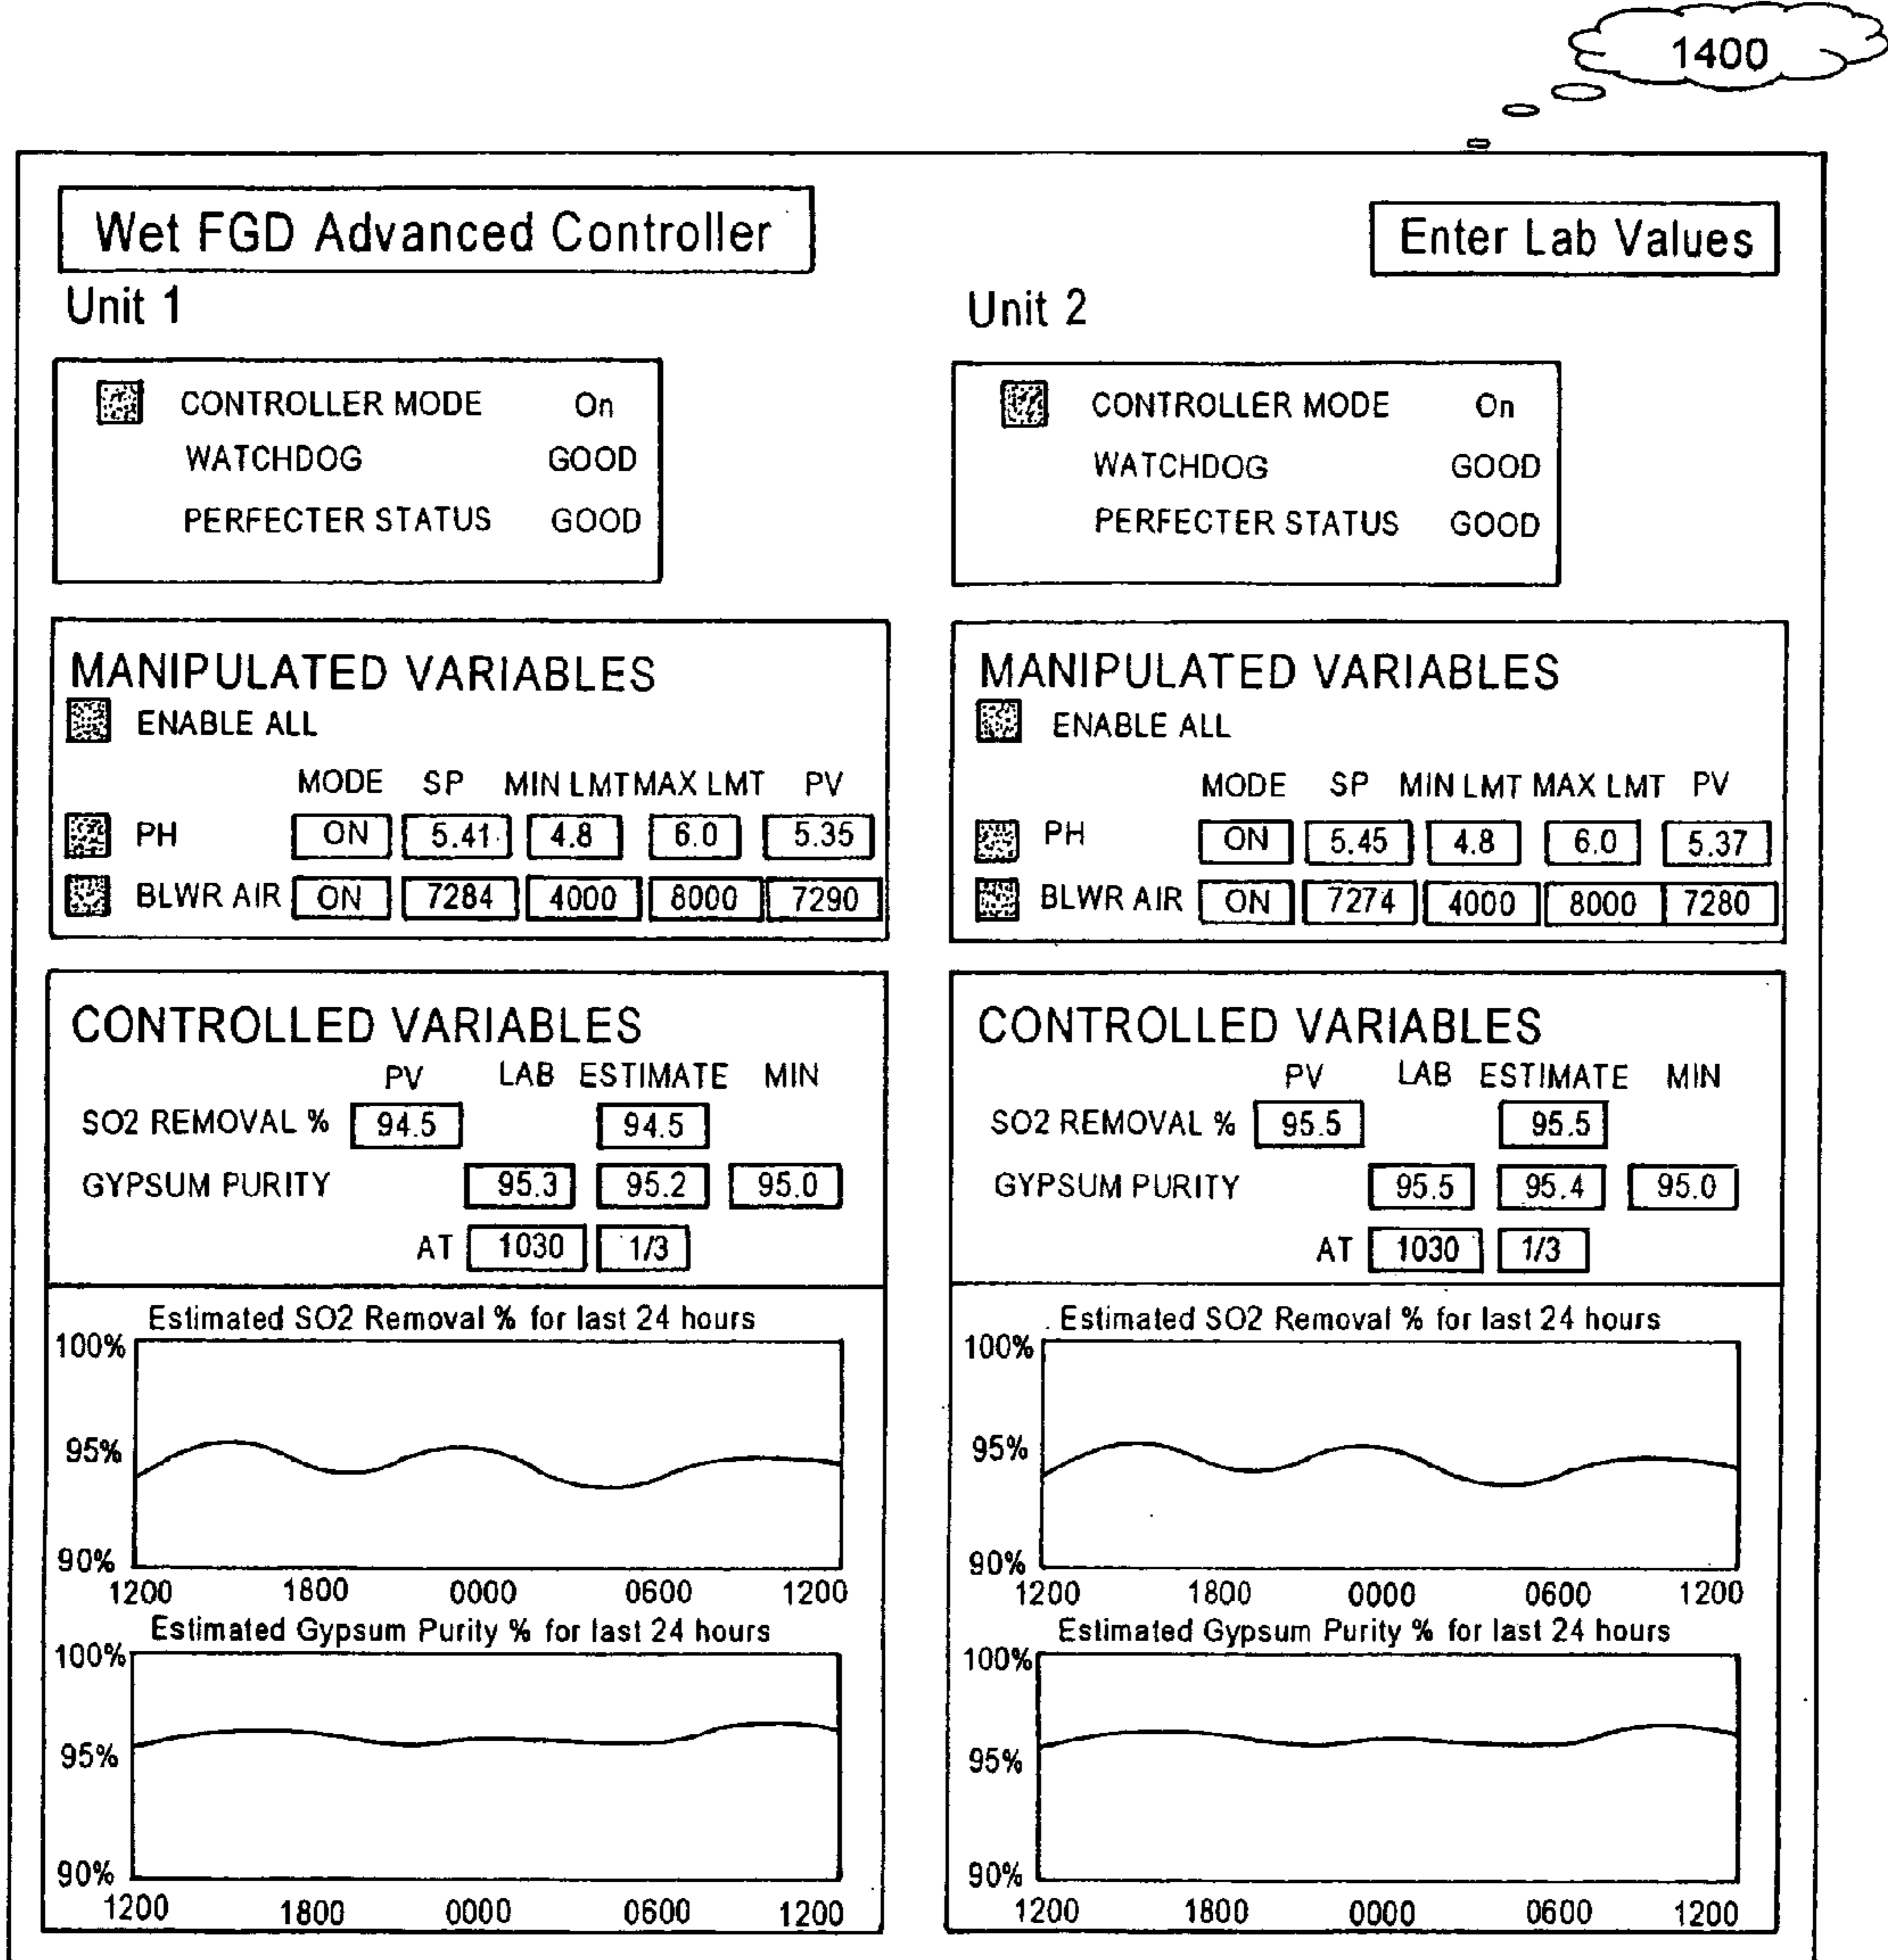 1400
Wet FGD Advanced Controller
Enter Lab Values
Unit 1
CONTROLLER MODE On
WATCHDOG GOOD
PERFECTER STATUS GOOD
MANIPULATED VARIABLES
ENABLE ALL
MODE SP MIN LMT MAX LMT PV
PH ON 5.41 4.8 6.0 5.35
BLWR AIR ON 7284 4000 8000 7290
CONTROLLED VARIABLES
PV LAB ESTIMATE MIN
SO2 REMOVAL % 94.5 94.5
GYPSUM PURITY 95.3 95.2 95.0
AT 1030 1/3
Estimated SO2 Removal % for last 24 hours
100%
95%
90%
1200 1800 0000 0600 1200
Estimated Gypsum Purity % for last 24 hours
100%
95%
90%
1200 1800 0000 0600 1200
Unit 2
CONTROLLER MODE On
WATCHDOG GOOD
PERFECTER STATUS GOOD
MANIPULATED VARIABLES
ENABLE ALL
MODE SP MIN LMT MAX LMT PV
PH ON 5.45 4.8 6.0 5.37
BLWR AIR ON 7274 4000 8000 7280
CONTROLLED VARIABLES
PV LAB ESTIMATE MIN
SO2 REMOVAL % 95.5 95.5
GYPSUM PURITY 95.5 95.4 95.0
AT 1030 1/3
Estimated SO2 Removal % for last 24 hours
100%
95%
90%
1200 1800 0000 0600 1200
Estimated Gypsum Purity % for last 24 hours
100%
95%
90%
1200 1800 0000 0600 1200